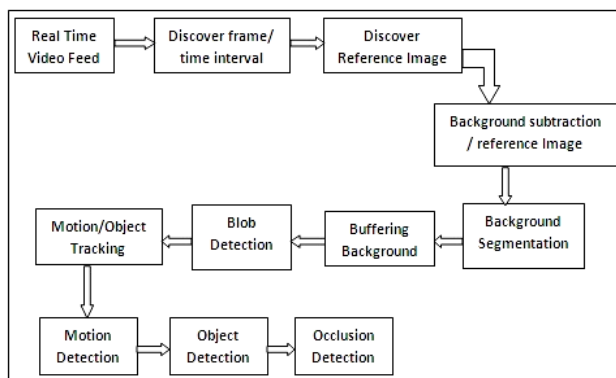 Real Time
Video Feed
Discover frame/
time interval
Discover
Reference Image
Background subtraction
/ reference Image
Background
Segmentation
Buffering
Background
Blob
Detection
Motion/Object
Tracking
Motion
Detection
Object
Detection
Occlusion
Detection